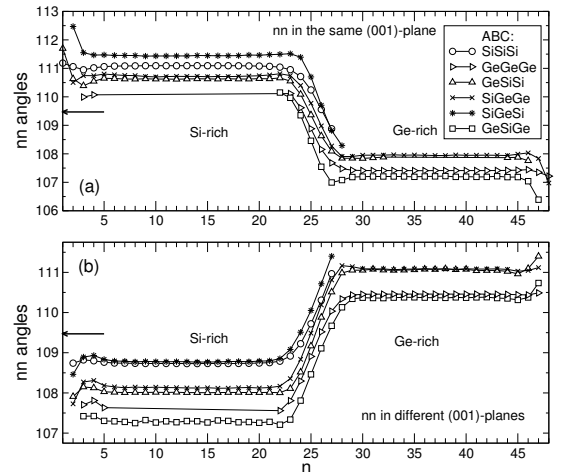 113
112
111
110
109
108
107
106
nn angles
nn in the same (001)-plane
ABC:
SiSiSi
GeGeGe
GeSiSi
SiGeGe
SiGeSi
GeSiGe
Si-rich
Ge-rich
(a)
5 10 15 20 25 30 35 40 45
(b)
111
110
109
108
107
nn angles
Si-rich
Ge-rich
nn in different (001)-planes
5 10 15 20 25 30 35 40 45
n